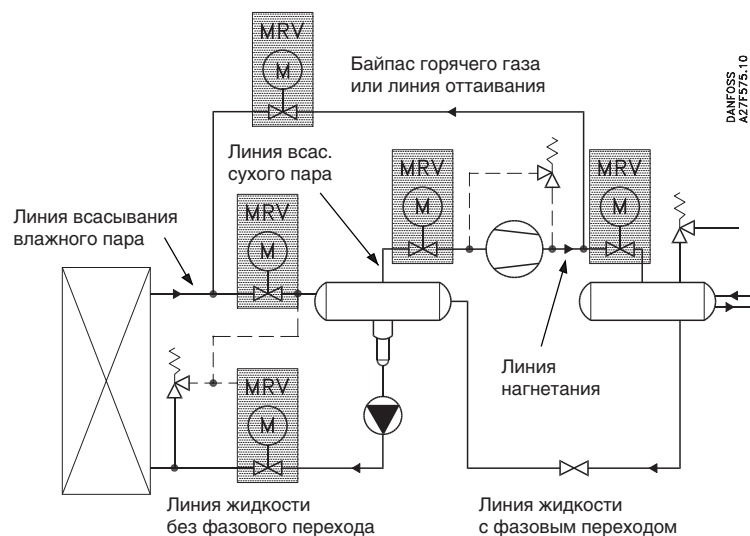 MRV
M
Байпас горячего газа
или линия оттаивания
DANFOSS
A27F575.10
Линия всас.
сухого пара
MRV
M
MRV
M
Линия всасывания
влажного пара
MRV
M
Линия
нагнетания
MRV
M
Линия жидкости
без фазового перехода
Линия жидкости
с фазовым переходом